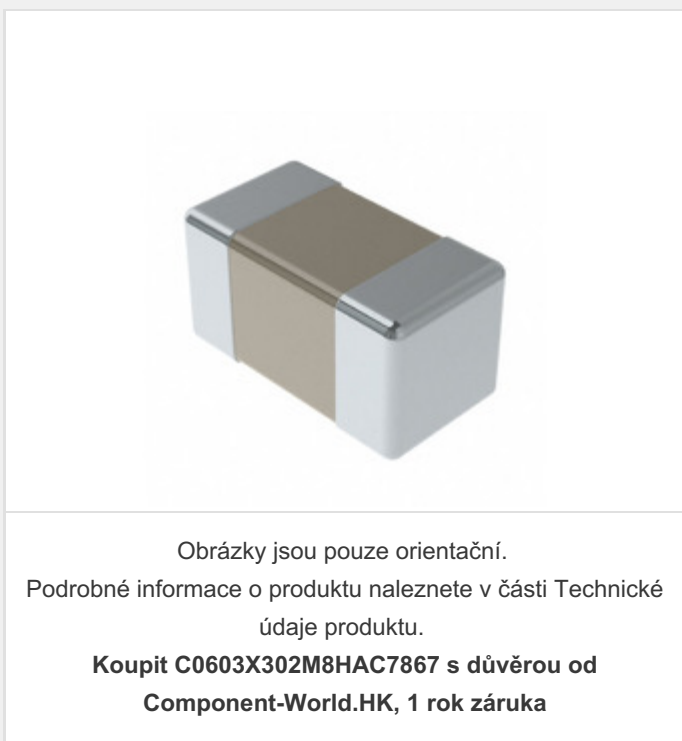 Obrázky jsou pouze orientační.
Podrobné informace o produktu naleznete v části Technické
údaje produktu.
Koupit C0603X302M8HAC7867 s důvěrou od
Component-World.HK, 1 rok záruka